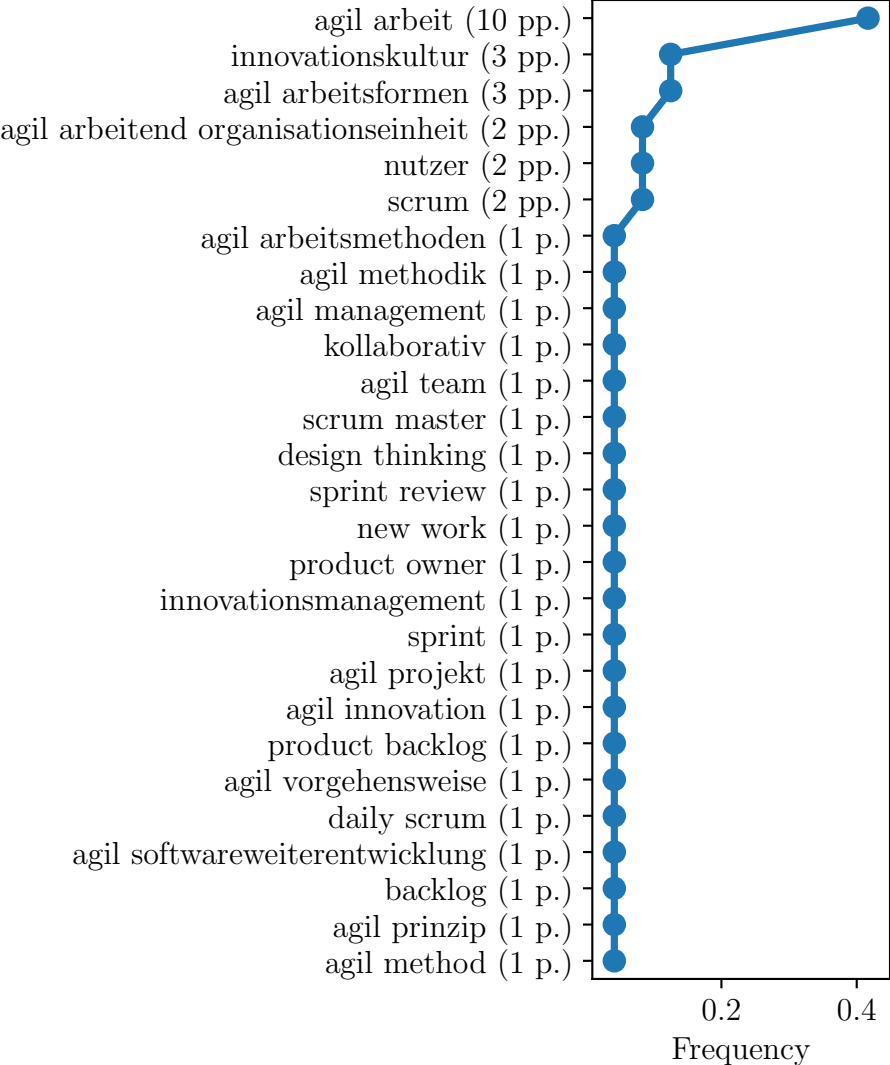 agil arbeit (10 pp.)
innovationskultur (3 pp.)
agil arbeitsformen (3 pp.)
agil arbeitend organisationseinheit (2 pp.)
nutzer (2 pp.)
scrum (2 pp.)
agil arbeitsmethoden (1 p.)
agil methodik (1 p.)
agil management (1 p.)
kollaborativ (1 p.)
agil team (1 p.)
scrum master (1 p.)
design thinking (1 p.)
sprint review (1 p.)
new work (1 p.)
product owner (1 p.)
innovationsmanagement (1 p.)
sprint (1 p.)
agil projekt (1 p.)
agil innovation (1 p.)
product backlog (1 p.)
agil vorgehensweise (1 p.)
daily scrum (1 p.)
agil softwareweiterentwicklung (1 p.)
backlog (1 p.)
agil prinzip (1 p.)
agil method (1 p.)
0.2 0.4
Frequency